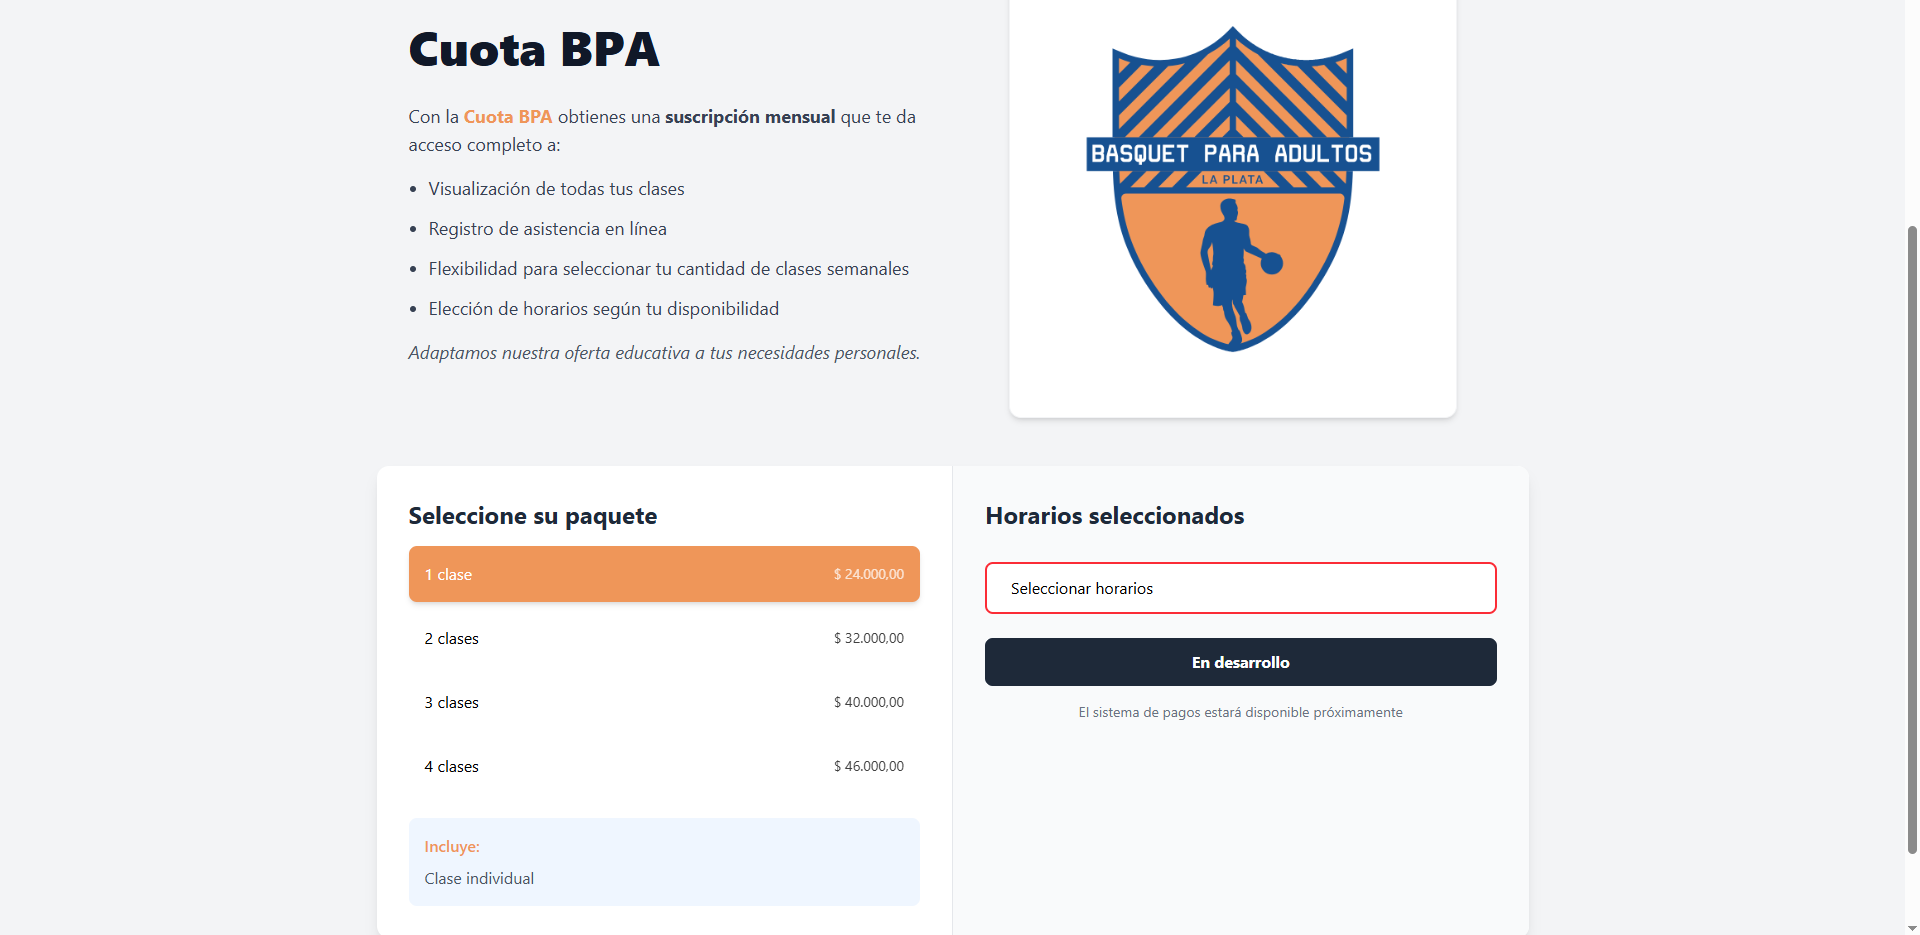 Cuota BPA
Con la Cuota BPA obtienes una suscripción mensual que te da
acceso completo a:
• Visualización de todas tus clases
• Registro de asistencia en línea
• Flexibilidad para seleccionar tu cantidad de clases semanales
• Elección de horarios según tu disponibilidad
Adaptamos nuestra oferta educativa a tus necesidades personales.
BASQUET PARA ADULTOS
LA PLATA
Seleccione su paquete
1 clase $ 24.000,00
2 clases $ 32.000,00
3 clases $ 40.000,00
4 clases $ 46.000,00
Incluye:
Clase individual
Horarios seleccionados
Seleccionar horarios
En desarrollo
El sistema de pagos estará disponible próximamente